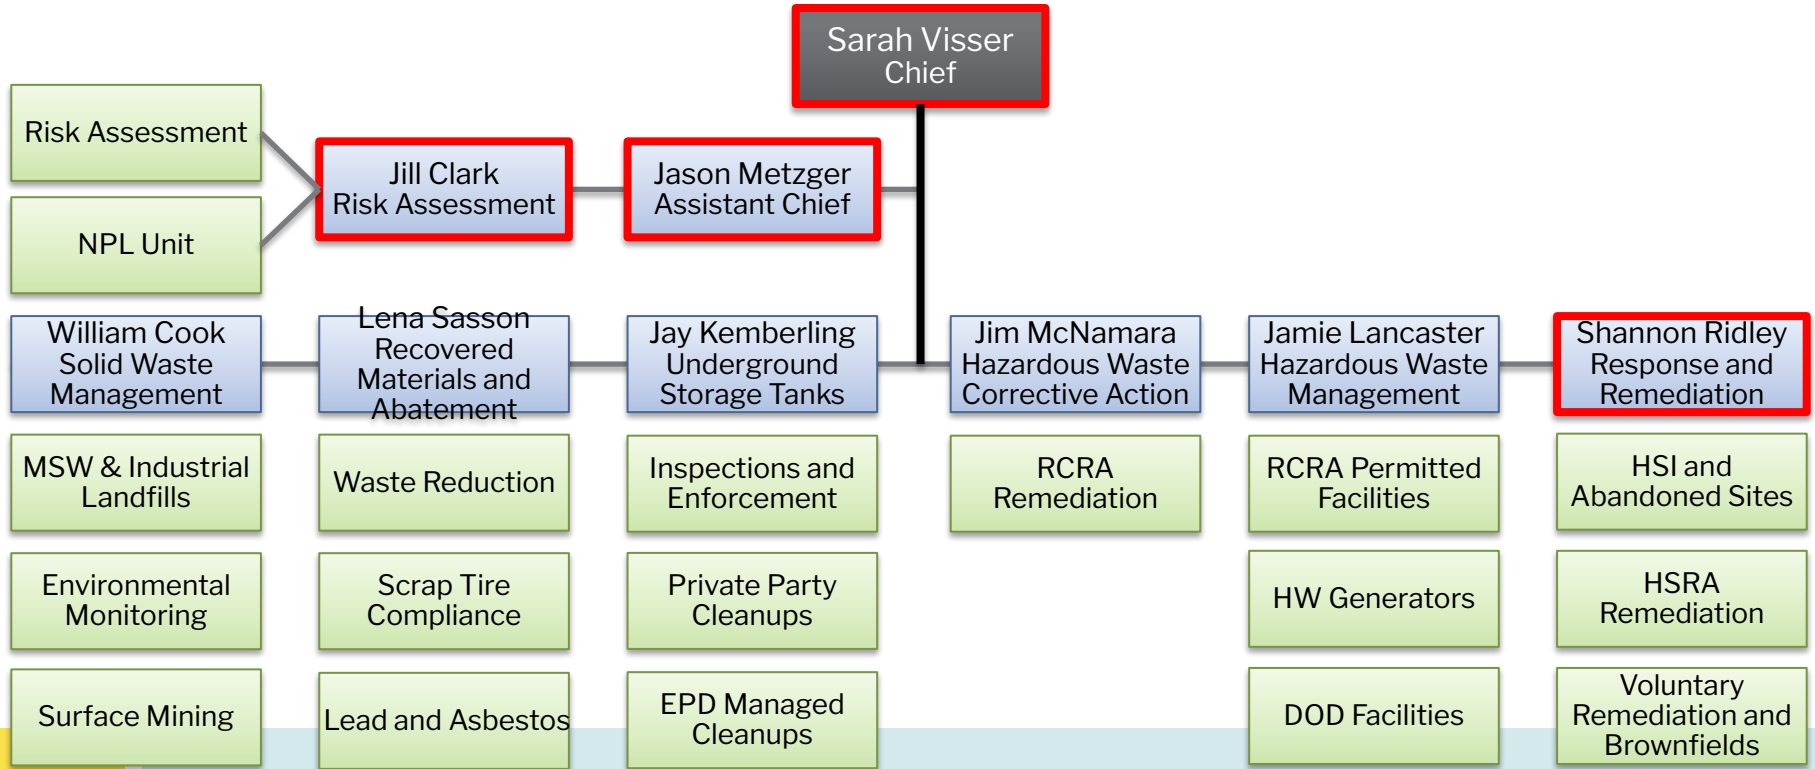 Sarah Visser
Chief
Risk Assessment
NPL Unit
Jill Clark
Risk Assessment
Jason Metzger
Assistant Chief
William Cook
Solid Waste
Management
Lena Sasson
Recovered
Materials and
Abatement
Jay Kemberling
Underground
Storage Tanks
Jim McNamara
Hazardous Waste
Corrective Action
Jamie Lancaster
Hazardous Waste
Management
Shannon Ridley
Response and
Remediation
MSW & Industrial
Landfills
Waste Reduction
Inspections and
Enforcement
RCRA
Remediation
RCRA Permitted
Facilities
HSI and
Abandoned Sites
Environmental
Monitoring
Scrap Tire
Compliance
Private Party
Cleanups
HW Generators
HSRA
Remediation
Surface Mining
Lead and Asbestos
EPD Managed
Cleanups
DOD Facilities
Voluntary
Remediation and
Brownfields